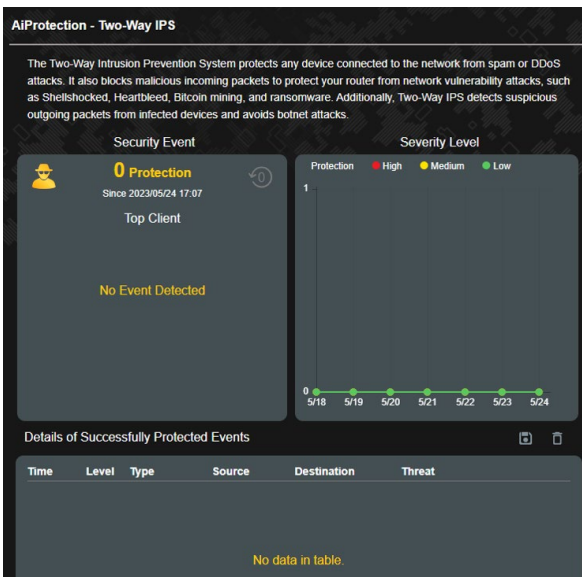 AiProtection - Two-Way IPS
The Two-Way Intrusion Prevention System protects any device connected to the network from spam or DDoS
attacks. It also blocks malicious incoming packets to protect your router from network vulnerability attacks, such
as Shellshocked, Heartbleed, Bitcoin mining, and ransomware. Additionally, Two-Way IPS detects suspicious
outgoing packets from infected devices and avoids botnet attacks.
Security Event
0 Protection
Since 2023/05/24 17:07
0
Top Client
No Event Detected
Severity Level
Protection High Medium Low
1
0
5/18 5/19 5/20 5/21 5/22 5/23 5/24
Details of Successfully Protected Events
Time Level Type Source Destination Threat
No data in table.